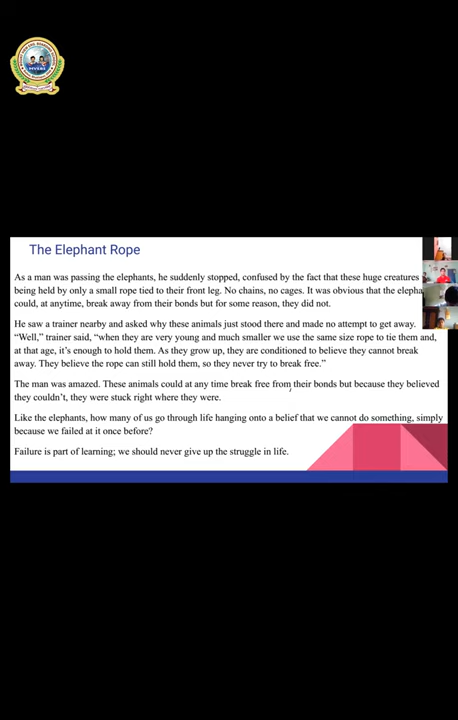 The Elephant Rope
As a man was passing the elephants, he suddenly stopped, confused by the fact that these huge creatures
being held by only a small rope tied to their front leg. No chains, no cages. It was obvious that the elepha
could, at anytime, break away from their bonds but for some reason, they did not.
He saw a trainer nearby and asked why these animals just stood there and made no attempt to get away.
“Well,” trainer said, “when they are very young and much smaller we use the same size rope to tie them and,
at that age, it’s enough to hold them. As they grow up, they are conditioned to believe they cannot break
away. They believe the rope can still hold them, so they never try to break free.”
The man was amazed. These animals could at any time break free from their bonds but because they believed
they couldn’t, they were stuck right where they were.
Like the elephants, how many of us go through life hanging onto a belief that we cannot do something, simply
because we failed at it once before?
Failure is part of learning; we should never give up the struggle in life.